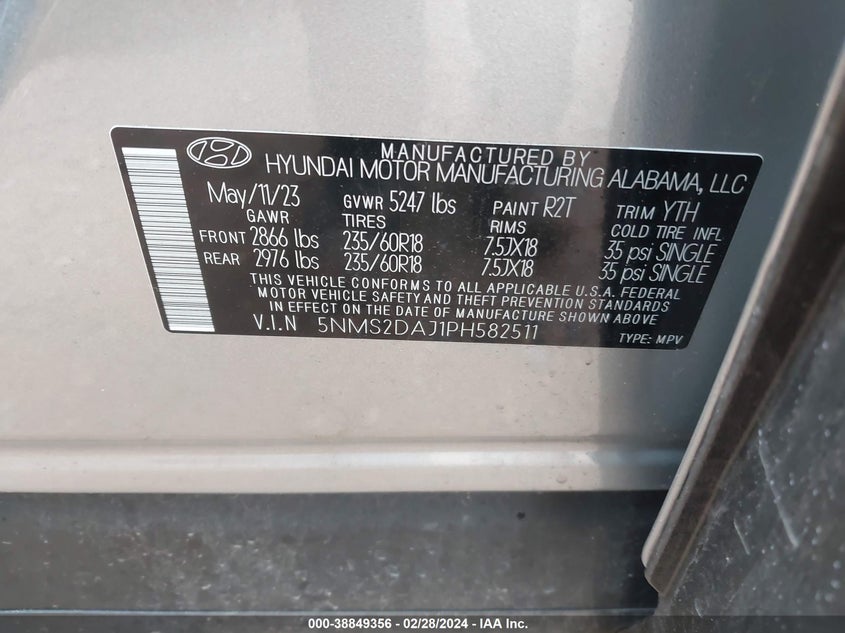 MANUFACTURED BY
HYUNDAI MOTOR MANUFACTURING ALABAMA, LLC
May/11/23 GVWR 5247 lbs PAINT R2T TRIM YTH
GAWR TIRES RIMS COLD TIRE INFL
FRONT 2866 lbs 235/60R18 7.5JX18 35 psi SINGLE
REAR 2976 lbs 235/60R18 7.5JX18 35 psi SINGLE
THIS VEHICLE CONFORMS TO ALL APPLICABLE U.S.A. FEDERAL
MOTOR VEHICLE SAFETY AND THEFT PREVENTION STANDARDS
IN EFFECT ON THE DATE OF MANUFACTURE SHOWN ABOVE
V.I.N 5NMS2DAJ1PH582511 TYPE: MPV
000-38849356 - 02/28/2024 - IAA Inc.